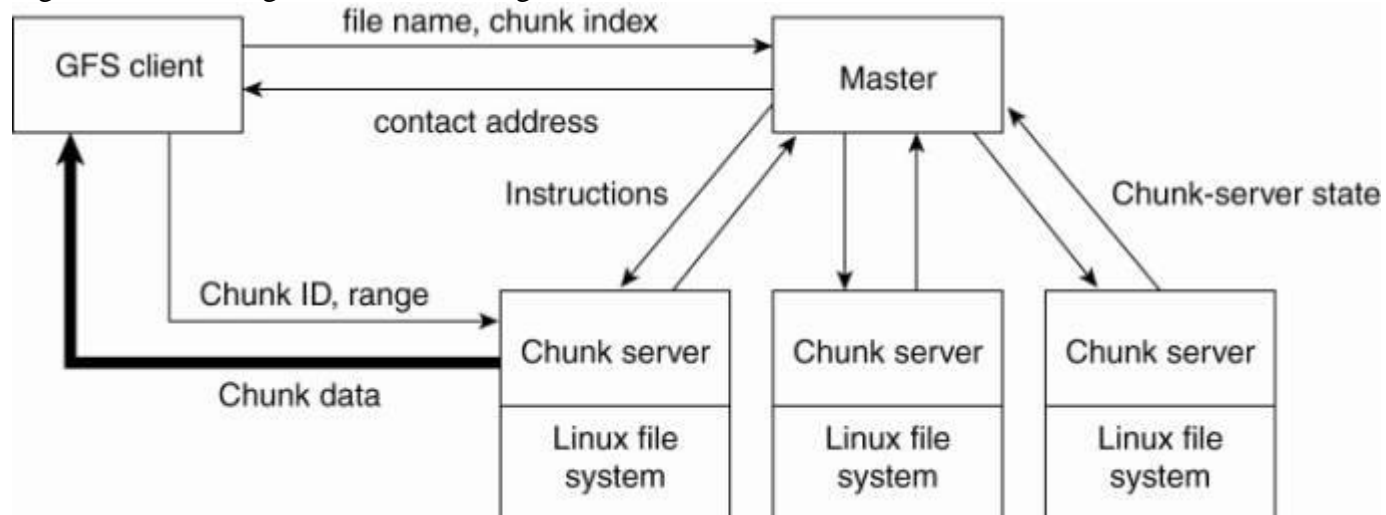 file name, chunk index
GFS client
Master
contact address
Instructions
Chunk-server state
Chunk ID, range
Chunk server
Chunk server
Chunk server
Chunk data
Linux file
system
Linux file
system
Linux file
system